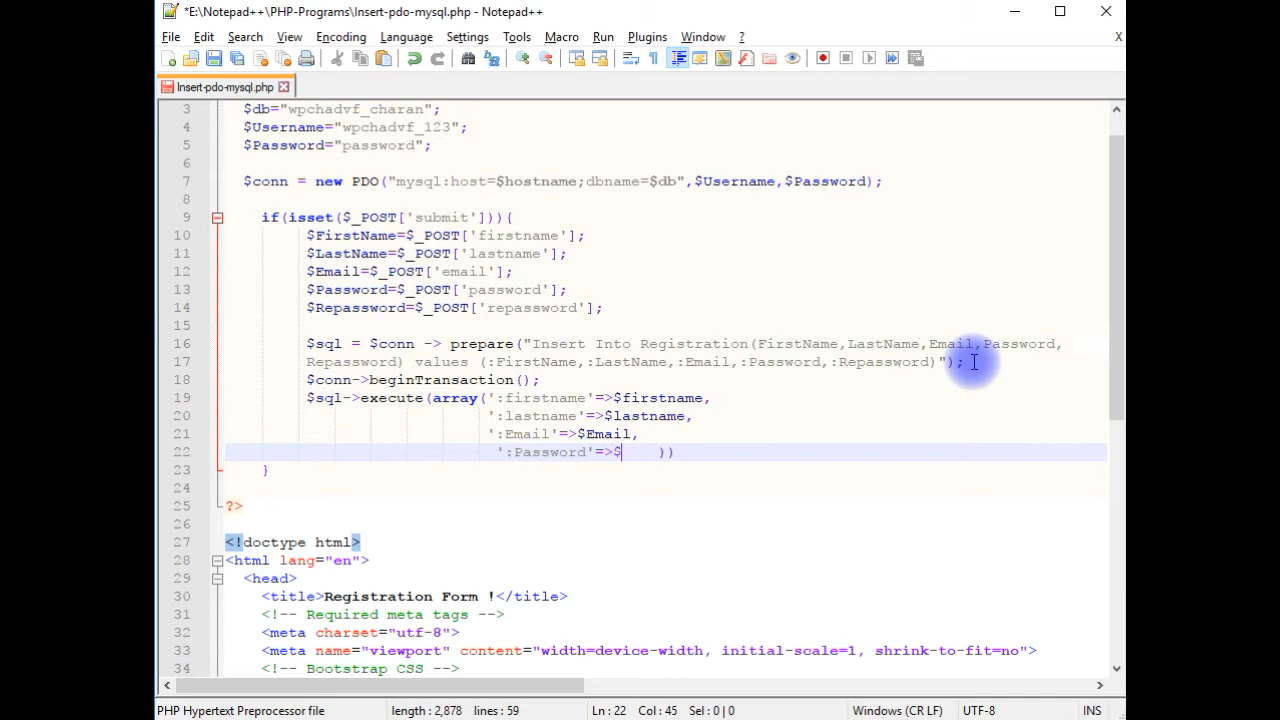 *E:\Notepad++\PHP-Programs\Insert-pdo-mysql.php - Notepad++
File Edit Search View Encoding Language Settings Tools Macro Run Plugins Window ? X
Insert-pdo-mysql.php
3 $db="wpchadvf_charan";
4 $Username="wpchadvf_123";
5 $Password="password";
6
7 $conn = new PDO("mysql:host=$hostname;dbname=$db",$Username,$Password);
8
9 if(isset($_POST['submit'])){
10 $FirstName=$_POST['firstname'];
11 $LastName=$_POST['lastname'];
12 $Email=$_POST['email'];
13 $Password=$_POST['password'];
14 $Repassword=$_POST['repassword'];
15
16 $sql = $conn -> prepare("Insert Into Registration(FirstName,LastName,Email,Password,
17 Repassword) values (:FirstName,:LastName,:Email,:Password,:Repassword)");
18 $conn->beginTransaction();
19 $sql->execute(array(':firstname'=>$firstname,
20 ':lastname'=>$lastname,
21 ':Email'=>$Email,
22 ':Password'=>$ ))
23 }
24
25 ?>
26
27 <!doctype html>
28 <html lang="en">
29 <head>
30 <title>Registration Form !</title>
31 <!-- Required meta tags -->
32 <meta charset="utf-8">
33 <meta name="viewport" content="width=device-width, initial-scale=1, shrink-to-fit=no">
34 <!-- Bootstrap CSS -->
PHP Hypertext Preprocessor file length : 2,878 lines : 59 Ln : 22 Col : 45 Sel : 0 | 0 Windows (CR LF) UTF-8 INS